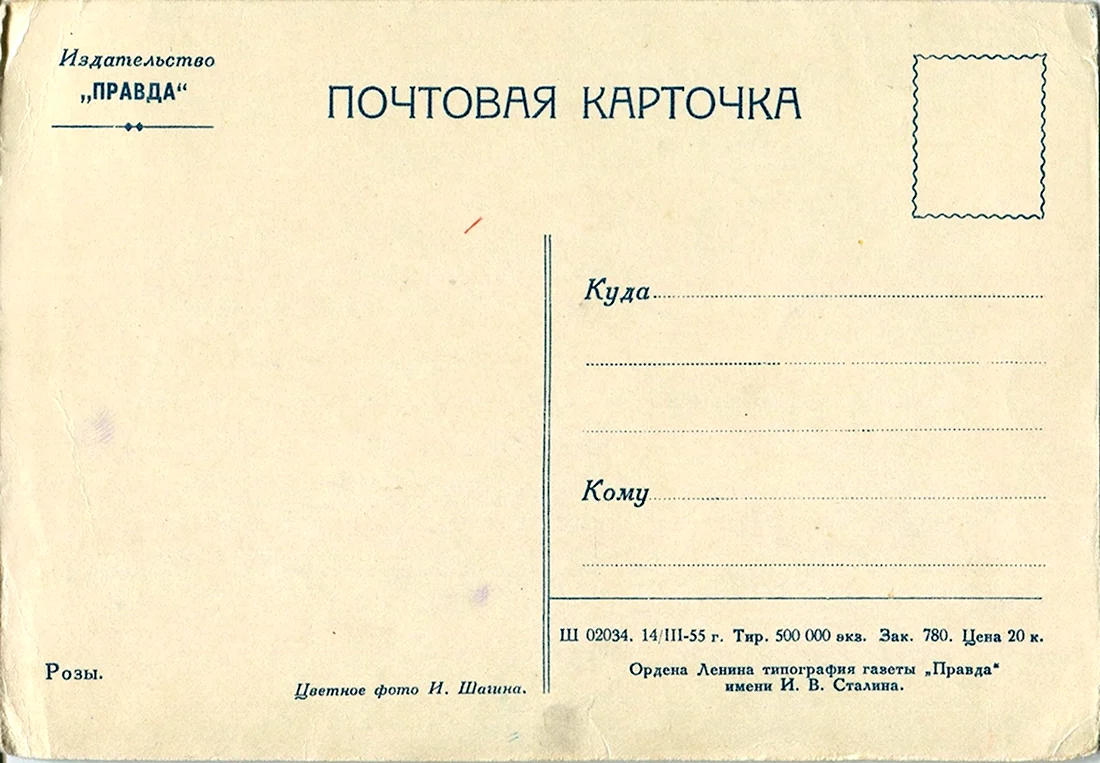 Издательство
„ПРАВДА“
ПОЧТОВАЯ КАРТОЧКА
Куда
Кому
Ш 02034. 14/III-55 г. Тир. 500 000 экз. Зак. 780. Цена 20 к.
Ордена Ленина типография газеты „Правда“
имени И. В. Сталина.
Розы.
Цветное фото И. Шагина.